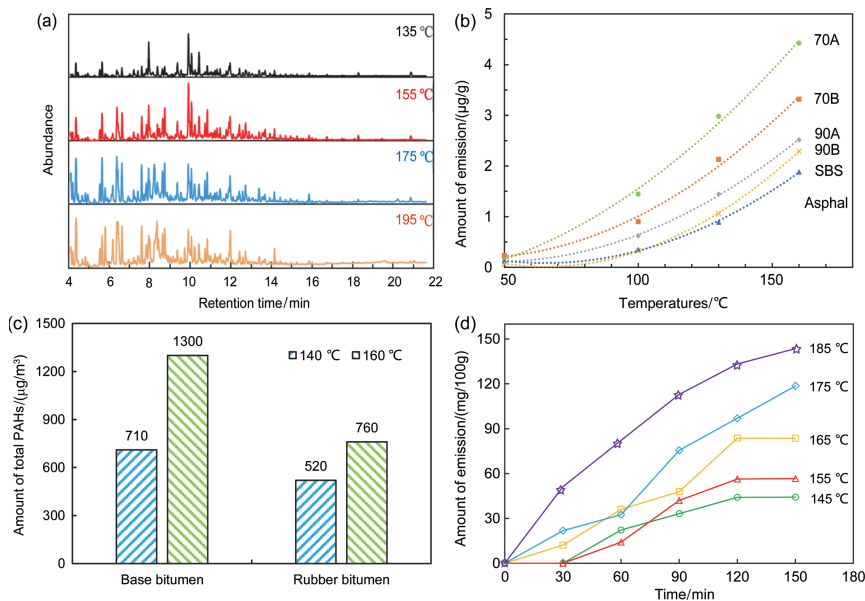 (a)
135 ℃
155 ℃
175 ℃
195 ℃
Abundance
4 6 8 10 12 14 16 18 20 22
Retention time/min
(b)
5
4
3
2
1
0
Amount of emission/(μg/g)
70A
70B
90A
90B
SBS
Asphal
50 100 150
Temperatures/℃
(c)
1500
1200
900
600
300
0
Amount of total PAHs/(μg/m³)
140 ℃ 160 ℃
710
1300
520
760
Base bitumen Rubber bitumen
(d)
150
120
90
60
30
0
Amount of emission/(mg/100g)
185 ℃
175 ℃
165 ℃
155 ℃
145 ℃
0 30 60 90 120 150 180
Time/min